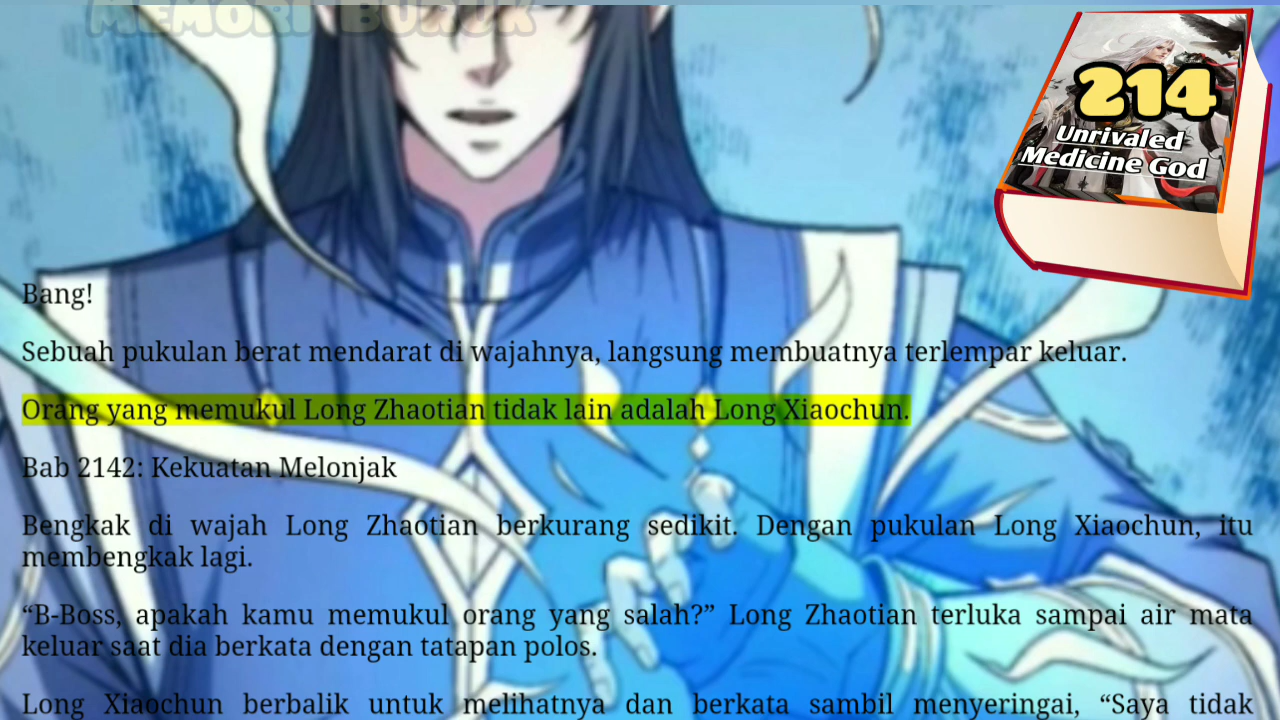 MEMORI BURUK
214
Unrivaled
Medicine God
Bang!
Sebuah pukulan berat mendarat di wajahnya, langsung membuatnya terlempar keluar.
Orang yang memukul Long Zhaotian tidak lain adalah Long Xiaochun.
Bab 2142: Kekuatan Melonjak
Bengkak di wajah Long Zhaotian berkurang sedikit. Dengan pukulan Long Xiaochun, itu
membengkak lagi.
“B-Boss, apakah kamu memukul orang yang salah?” Long Zhaotian terluka sampai air mata
keluar saat dia berkata dengan tatapan polos.
Long Xiaochun berbalik untuk melihatnya dan berkata sambil menyeringai, “Saya tidak